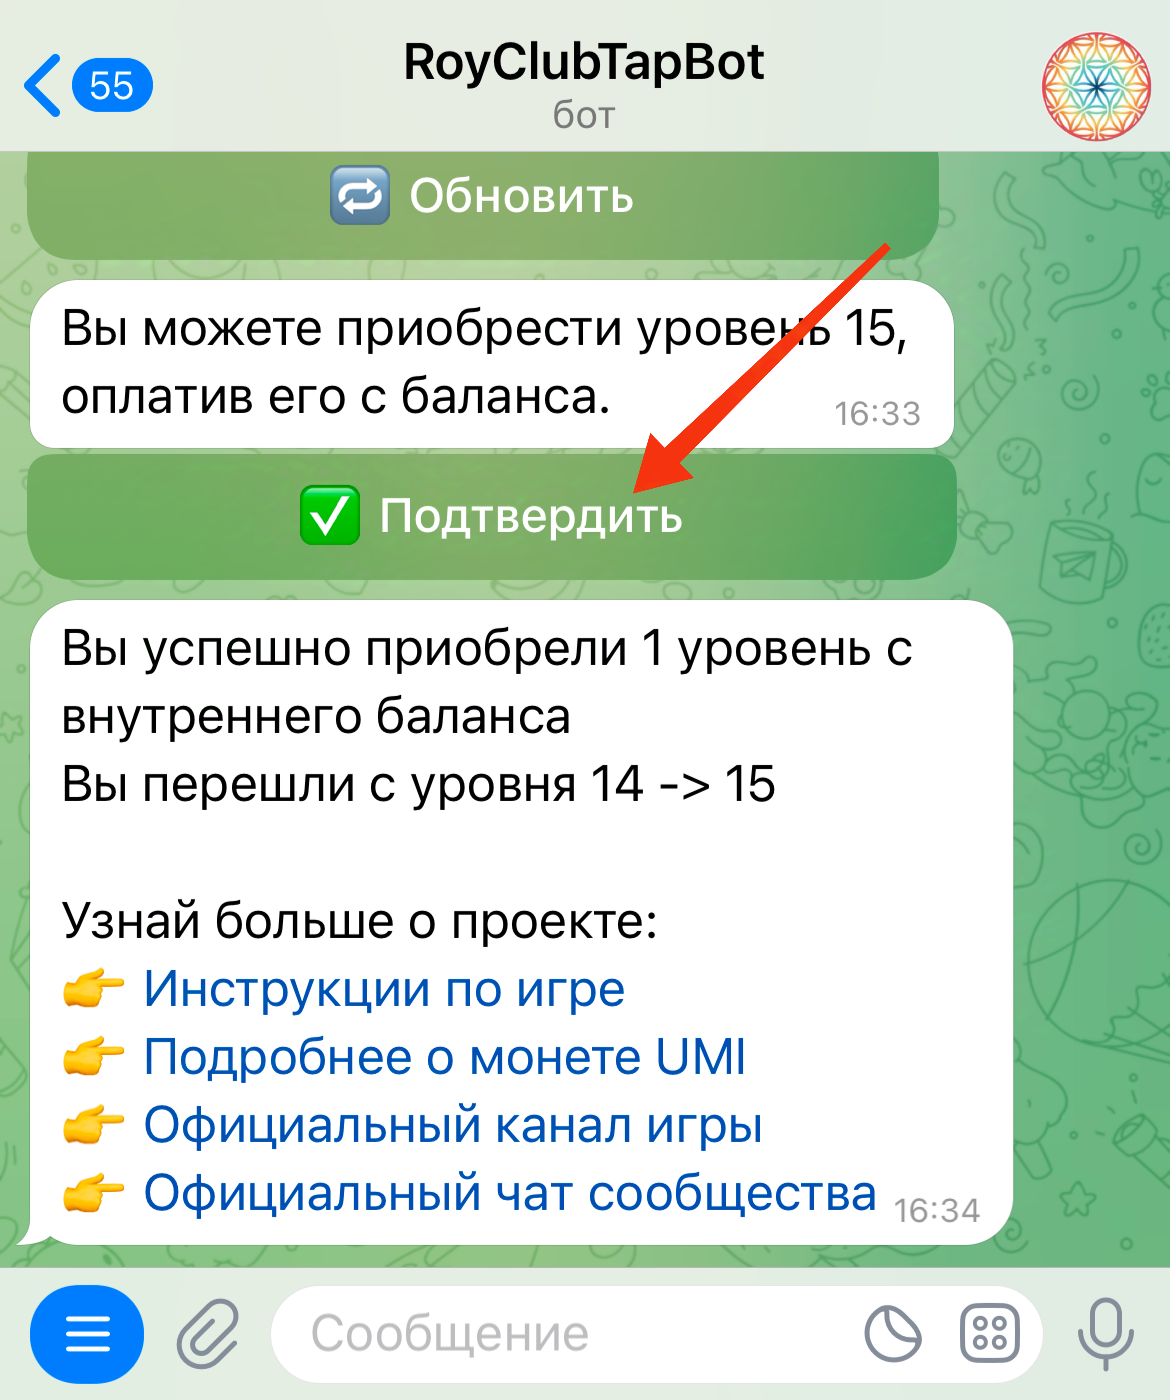 RoyClubTapBot
55
бот
Обновить
Вы можете приобрести уровень 15,
оплатив его с баланса.
16:33
Подтвердить
Вы успешно приобрели 1 уровень с
внутреннего баланса
Вы перешли с уровня 14 -> 15
Узнай больше о проекте:
👉 Инструкции по игре
👉 Подробнее о монете UMI
👉 Официальный канал игры
👉 Официальный чат сообщества
16:34
Сообщение